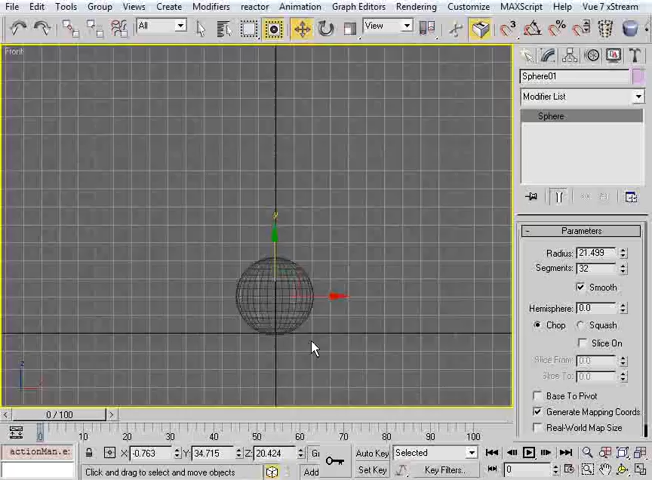 File Edit Tools Group Views Create Modifiers reactor Animation Graph Editors Rendering Customize MAXScript Help Vue 7 xStream
All View
Front
Sphere01
Modifier List
Sphere
y
- Parameters
Radius: 21.499
Segments: 32
Smooth
Hemisphere: 0.0
Chop Squash
Slice On
Slice From: 0.0
Slice To: 0.0
Base To Pivot
Generate Mapping Coords.
Real-World Map Size
z
< 0 / 100 >
0 10 20 30 40 50 60 70 80 90 100
actionMan.e: X: -0.763 Y: 34.715 Z: 20.424 Auto Key Selected
Click and drag to select and move objects Add Set Key Key Filters... 0